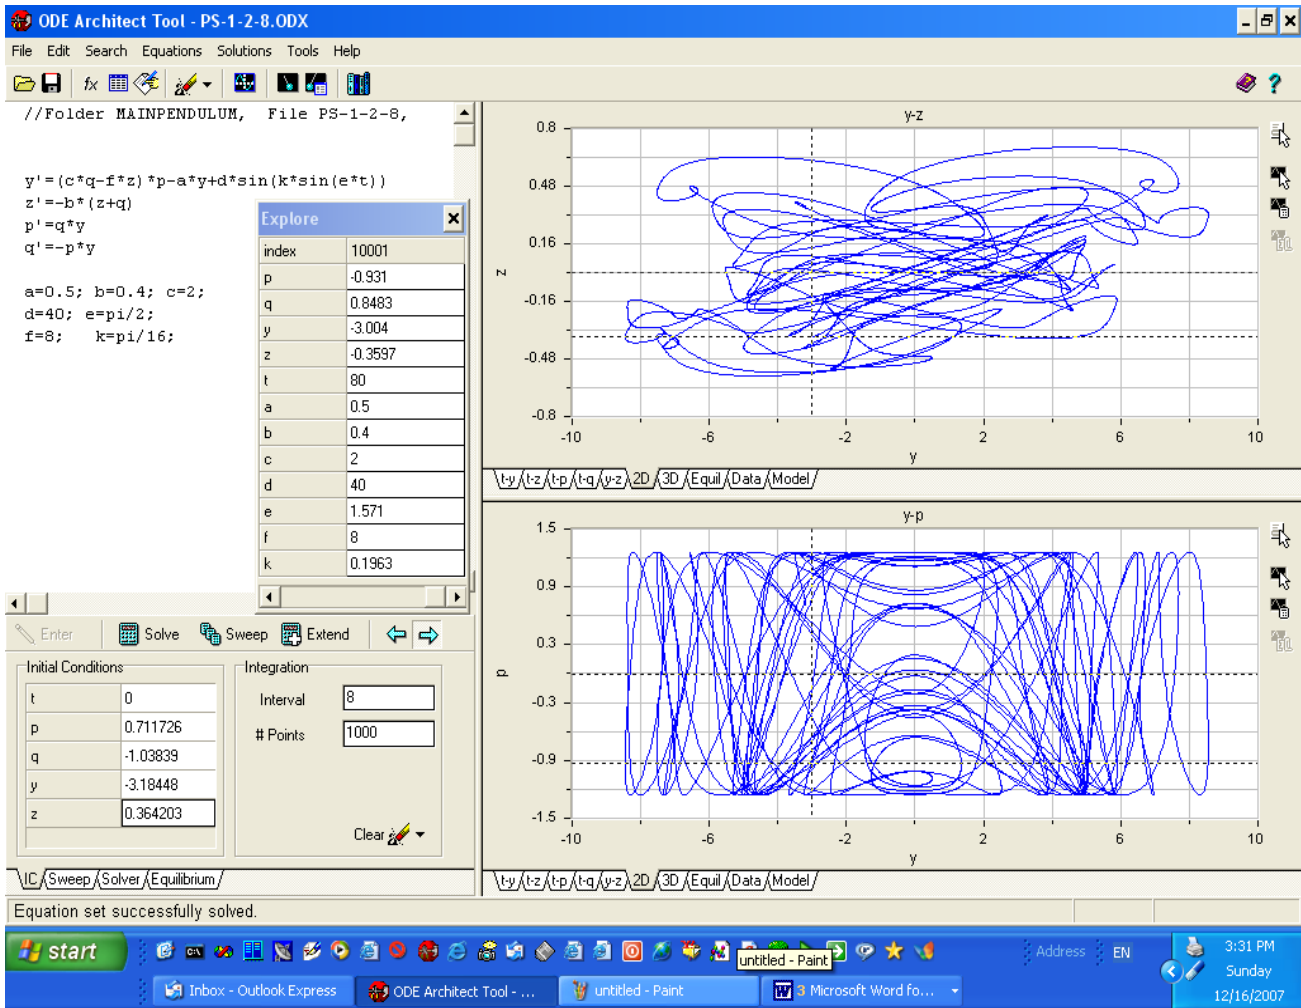 ODE Architect Tool - PS-1-2-8.ODX
File Edit Search Equations Solutions Tools Help
//Folder MAINPENDULUM, File PS-1-2-8,
y'=(c*q-f*z)*p-a*y+d*sin(k*sin(e*t))
z'=-b*(z+q)
p'=q*y
q'=-p*y
a=0.5; b=0.4; c=2;
d=40; e=pi/2;
f=8; k=pi/16;
Explore
index 10001
p -0.931
q 0.8483
y -3.004
z -0.3597
t 80
a 0.5
b 0.4
c 2
d 40
e 1.571
f 8
k 0.1963
y-z
0.8
0.48
0.16
z
-0.16
-0.48
-0.8
-10 -6 -2 2 6 10
y
t-y t-z t-p t-q y-z 2D 3D Equil Data Model
y-p
1.5
0.9
0.3
p
-0.3
-0.9
-1.5
-10 -6 -2 2 6 10
y
t-y t-z t-p t-q y-z 2D 3D Equil Data Model
Enter Solve Sweep Extend
Initial Conditions
t 0
p 0.711726
q -1.03839
y -3.18448
z 0.364203
Integration
Interval 8
# Points 1000
Clear
IC Sweep Solver Equilibrium
Equation set successfully solved.
start
untitled - Paint
Address EN
3:31 PM
Sunday
12/16/2007
Inbox - Outlook Express
ODE Architect Tool - ...
untitled - Paint
3 Microsoft Word fo...